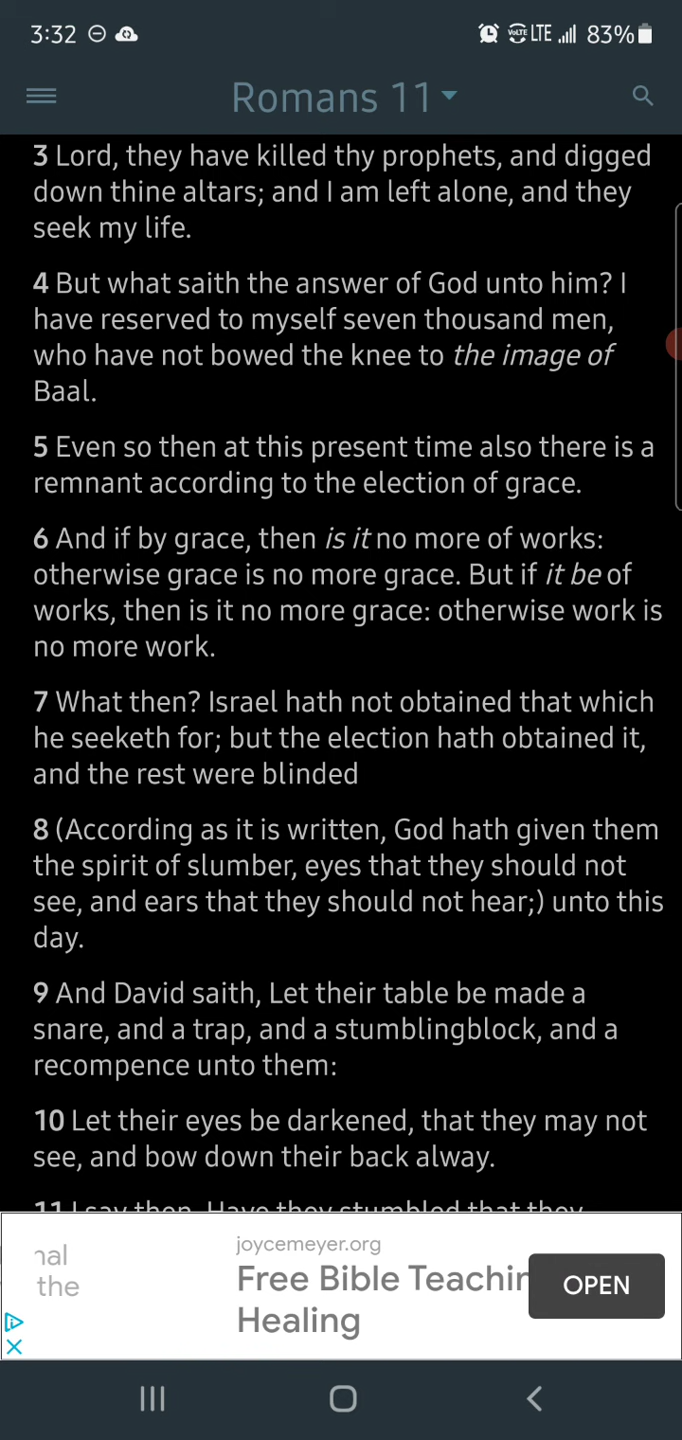 3:32
VoLTE LTE 83%
Romans 11
3 Lord, they have killed thy prophets, and digged
down thine altars; and I am left alone, and they
seek my life.
4 But what saith the answer of God unto him? I
have reserved to myself seven thousand men,
who have not bowed the knee to the image of
Baal.
5 Even so then at this present time also there is a
remnant according to the election of grace.
6 And if by grace, then is it no more of works:
otherwise grace is no more grace. But if it be of
works, then is it no more grace: otherwise work is
no more work.
7 What then? Israel hath not obtained that which
he seeketh for; but the election hath obtained it,
and the rest were blinded
8 (According as it is written, God hath given them
the spirit of slumber, eyes that they should not
see, and ears that they should not hear;) unto this
day.
9 And David saith, Let their table be made a
snare, and a trap, and a stumblingblock, and a
recompence unto them:
10 Let their eyes be darkened, that they may not
see, and bow down their back alway.
11 I say then, Have they stumbled that they
the
joycemeyer.org
Free Bible Teachin
Healing
OPEN